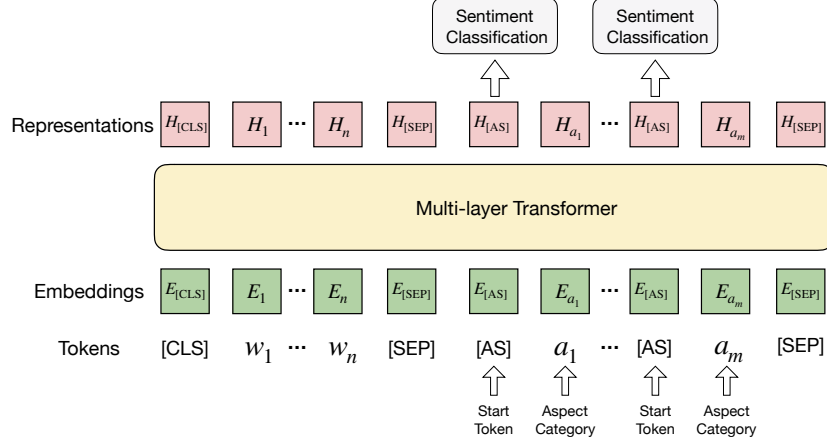 Sentiment Classification Sentiment Classification
Representations H[CLS] H1 ··· Hn H[SEP] H[AS] Ha1 ··· H[AS] Ham H[SEP]
Multi-layer Transformer
Embeddings E[CLS] E1 ··· En E[SEP] E[AS] Ea1 ··· E[AS] Eam E[SEP]
Tokens [CLS] w1 ··· wn [SEP] [AS] a1 ··· [AS] am [SEP]
Start Token Aspect Category Start Token Aspect Category